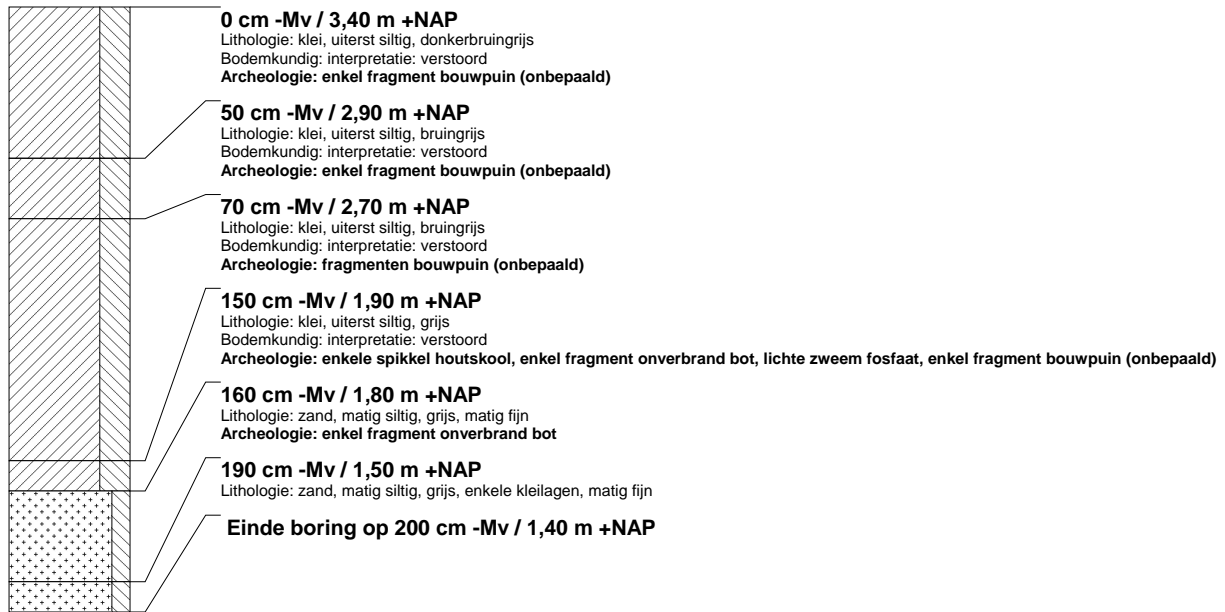 0 cm -Mv / 3,40 m +NAP
Lithologie: klei, uiterst siltig, donkerbruingrijs
Bodemkundig: interpretatie: verstoord
Archeologie: enkel fragment bouwpuin (onbepaald)
50 cm -Mv / 2,90 m +NAP
Lithologie: klei, uiterst siltig, bruingrijs
Bodemkundig: interpretatie: verstoord
Archeologie: enkel fragment bouwpuin (onbepaald)
70 cm -Mv / 2,70 m +NAP
Lithologie: klei, uiterst siltig, bruingrijs
Bodemkundig: interpretatie: verstoord
Archeologie: fragmenten bouwpuin (onbepaald)
150 cm -Mv / 1,90 m +NAP
Lithologie: klei, uiterst siltig, grijs
Bodemkundig: interpretatie: verstoord
Archeologie: enkele spikkel houtskool, enkel fragment onverbrand bot, lichte zweem fosfaat, enkel fragment bouwpuin (onbepaald)
160 cm -Mv / 1,80 m +NAP
Lithologie: zand, matig siltig, grijs, matig fijn
Archeologie: enkel fragment onverbrand bot
190 cm -Mv / 1,50 m +NAP
Lithologie: zand, matig siltig, grijs, enkele kleilagen, matig fijn
Einde boring op 200 cm -Mv / 1,40 m +NAP